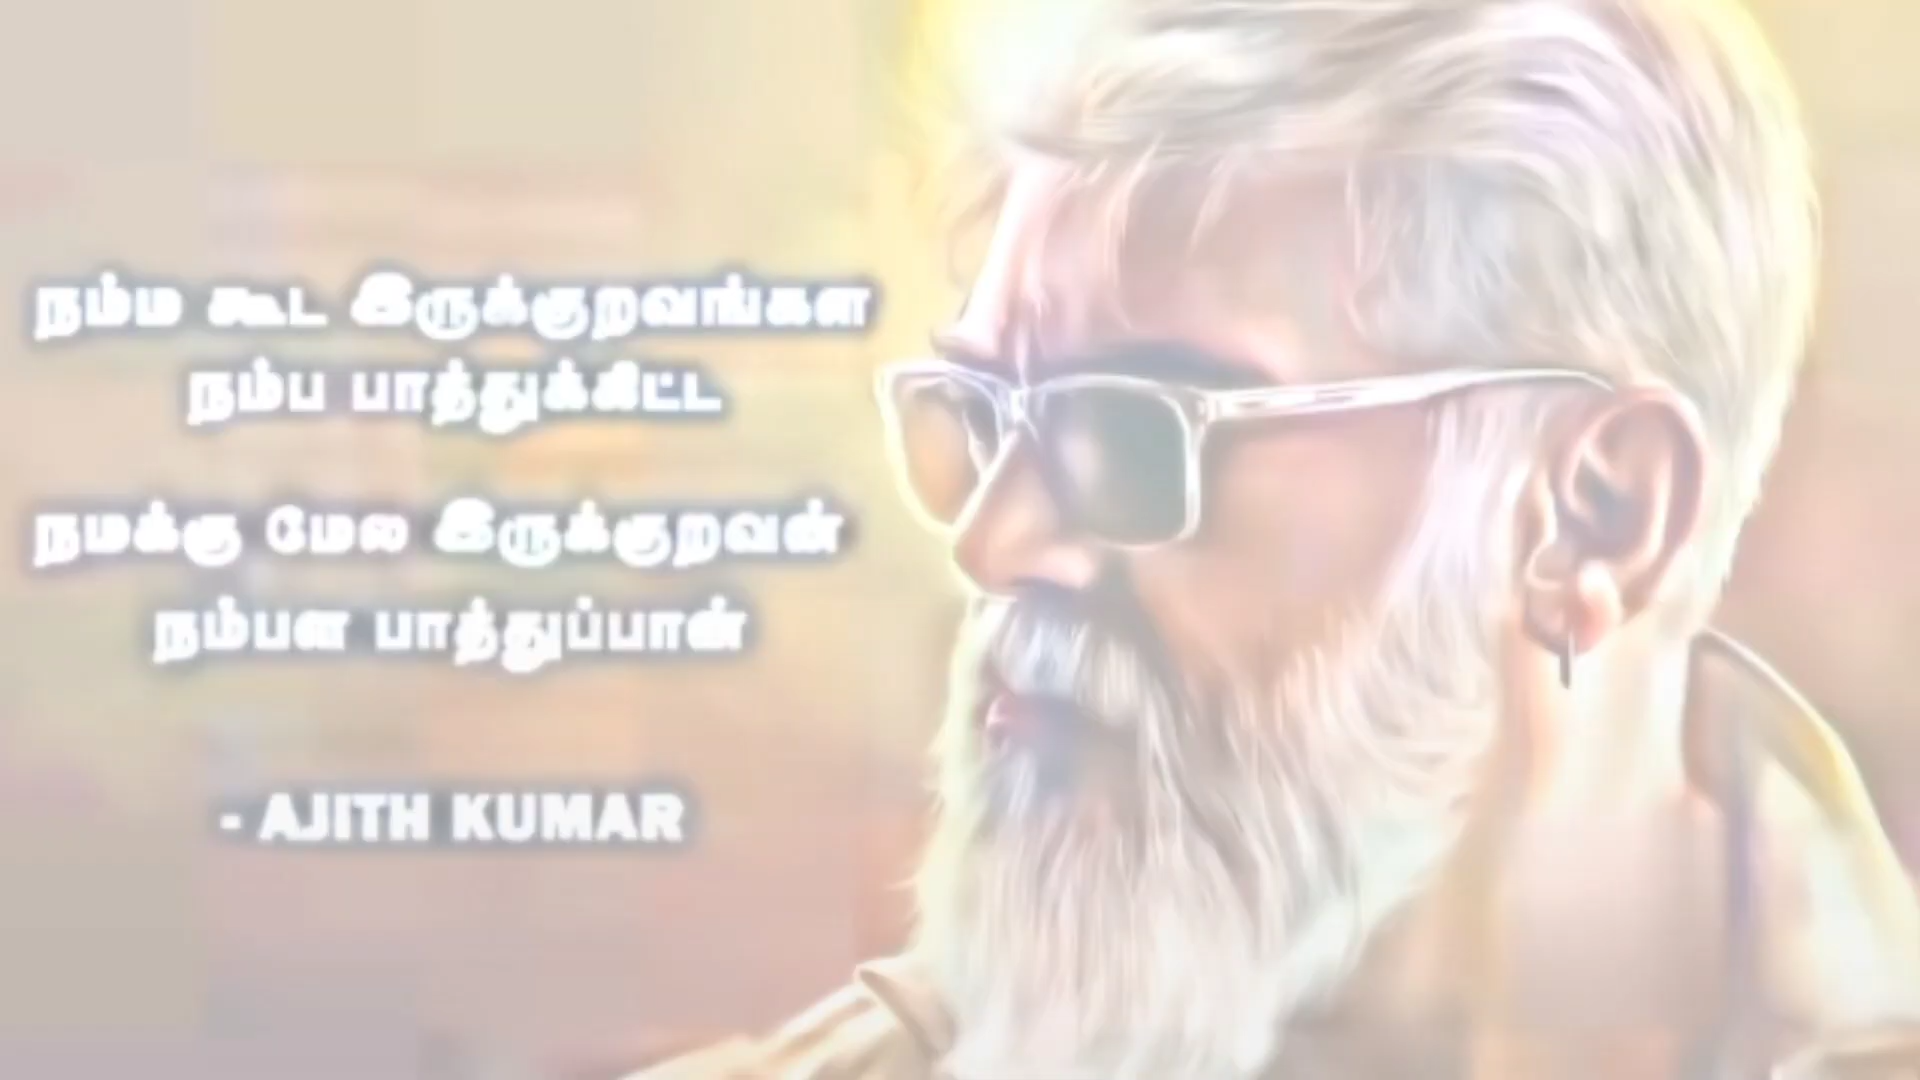 நம்ம கூட இருக்குறவங்கள
நம்ப பாத்துக்கிட்ட
நமக்கு மேல இருக்குறவன்
நம்பள பாத்துப்பான்
- AJITH KUMAR